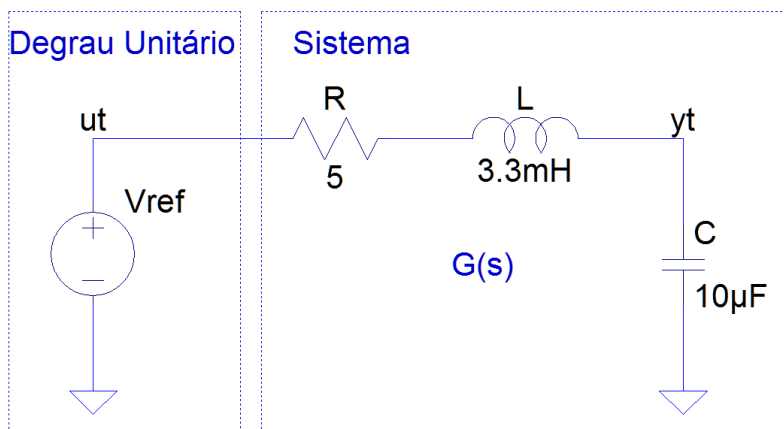 Degrau Unitário
Sistema
ut
R
L
yt
5
3.3mH
Vref
C
G(s)
10µF